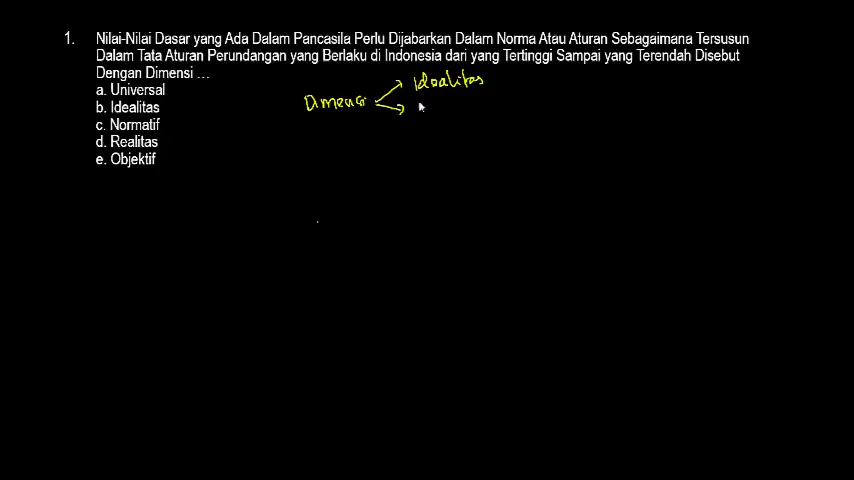 1. Nilai-Nilai Dasar yang Ada Dalam Pancasila Perlu Dijabarkan Dalam Norma Atau Aturan Sebagaimana Tersusun
Dalam Tata Aturan Perundangan yang Berlaku di Indonesia dari yang Tertinggi Sampai yang Terendah Disebut
Dengan Dimensi ...
a. Universal
b. Idealitas
c. Normatif
d. Realitas
e. Objektif
Dimensi
Idealitas